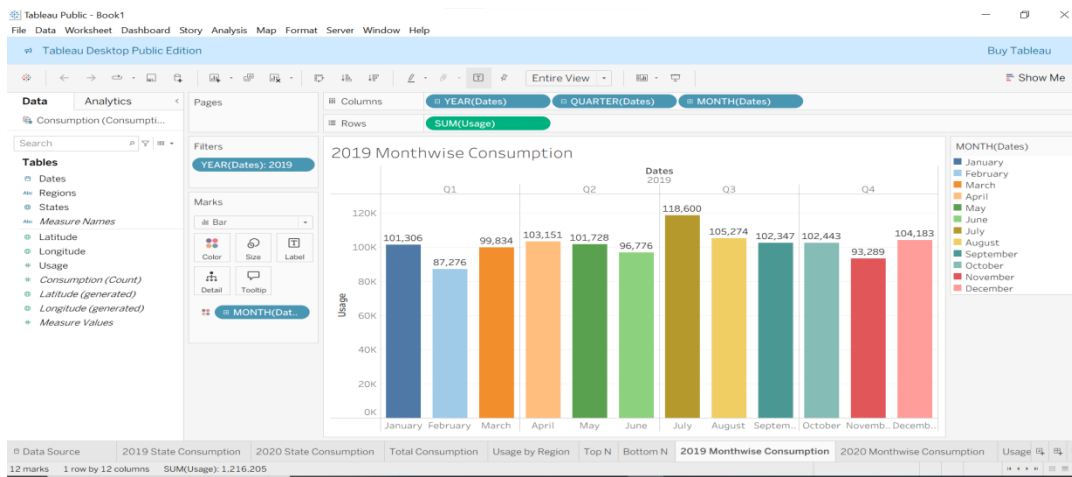 Tableau Public - Book1
File Data Worksheet Dashboard Story Analysis Map Format Server Window Help
Tableau Desktop Public Edition
Buy Tableau
Entire View
Show Me
Data Analytics
Consumption (Consumpti...
Search
Tables
Dates
Abc Regions
States
Abc Measure Names
Latitude
Longitude
Usage
Consumption (Count)
Latitude (generated)
Longitude (generated)
Measure Values
Pages
Filters
YEAR(Dates): 2019
Marks
Bar
Color Size Label
Detail Tooltip
MONTH(Dat..
Columns YEAR(Dates) QUARTER(Dates) MONTH(Dates)
Rows SUM(Usage)
2019 Monthwise Consumption
Dates
2019
Q1 Q2 Q3 Q4
Usage
120K
100K
80K
60K
40K
20K
0K
101,306 87,276 99,834 103,151 101,728 96,776 118,600 105,274 102,347 102,443 93,289 104,183
January February March April May June July August Septem.. October Novemb.. Decemb..
MONTH(Dates)
January
February
March
April
May
June
July
August
September
October
November
December
Data Source 2019 State Consumption 2020 State Consumption Total Consumption Usage by Region Top N Bottom N 2019 Monthwise Consumption 2020 Monthwise Consumption Usage
12 marks 1 row by 12 columns SUM(Usage): 1,216,205